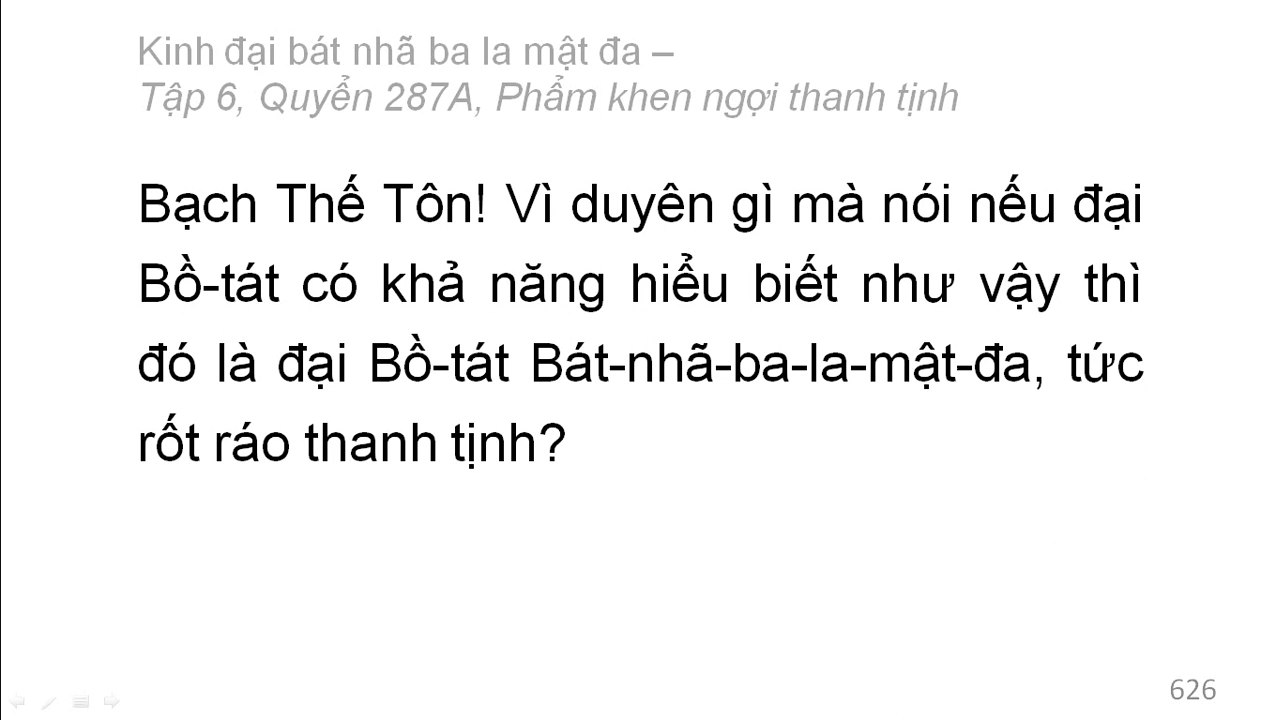 Kinh đại bát nhã ba la mật đa –
Tập 6, Quyển 287A, Phẩm khen ngợi thanh tịnh
Bạch Thế Tôn! Vì duyên gì mà nói nếu đại
Bồ-tát có khả năng hiểu biết như vậy thì
đó là đại Bồ-tát Bát-nhã-ba-la-mật-đa, tức
rốt ráo thanh tịnh?
626